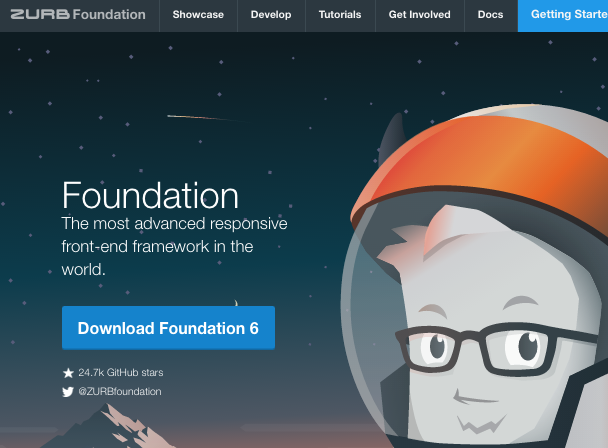 ZURB Foundation
Showcase
Develop
Tutorials
Get Involved
Docs
Getting Starte
Foundation
The most advanced responsive
front-end framework in the
world.
Download Foundation 6
24.7k GitHub stars
@ZURBfoundation